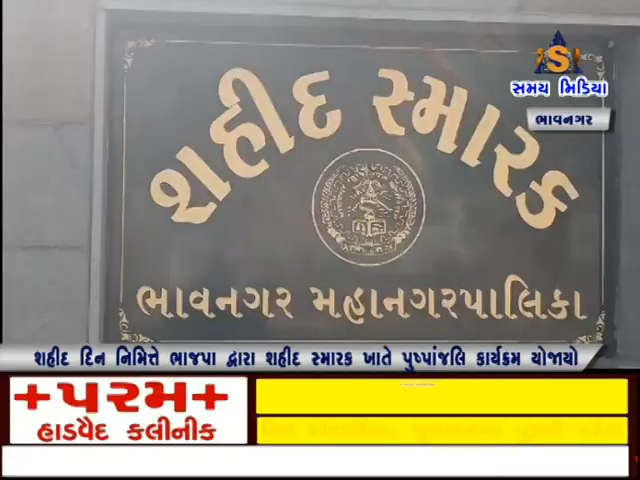 S
સમય મિડિયા
ભાવનગર
શહીદ સ્મારક
ભાવનગર મહાનગરપાલિકા
શહીદ દિન નિમિત્તે ભાજપા દ્વારા શહીદ સ્મારક ખાતે પુષ્પાંજલિ કાર્યક્રમ યોજાયો
+પરમ+
હાડવૈદ કલીનીક